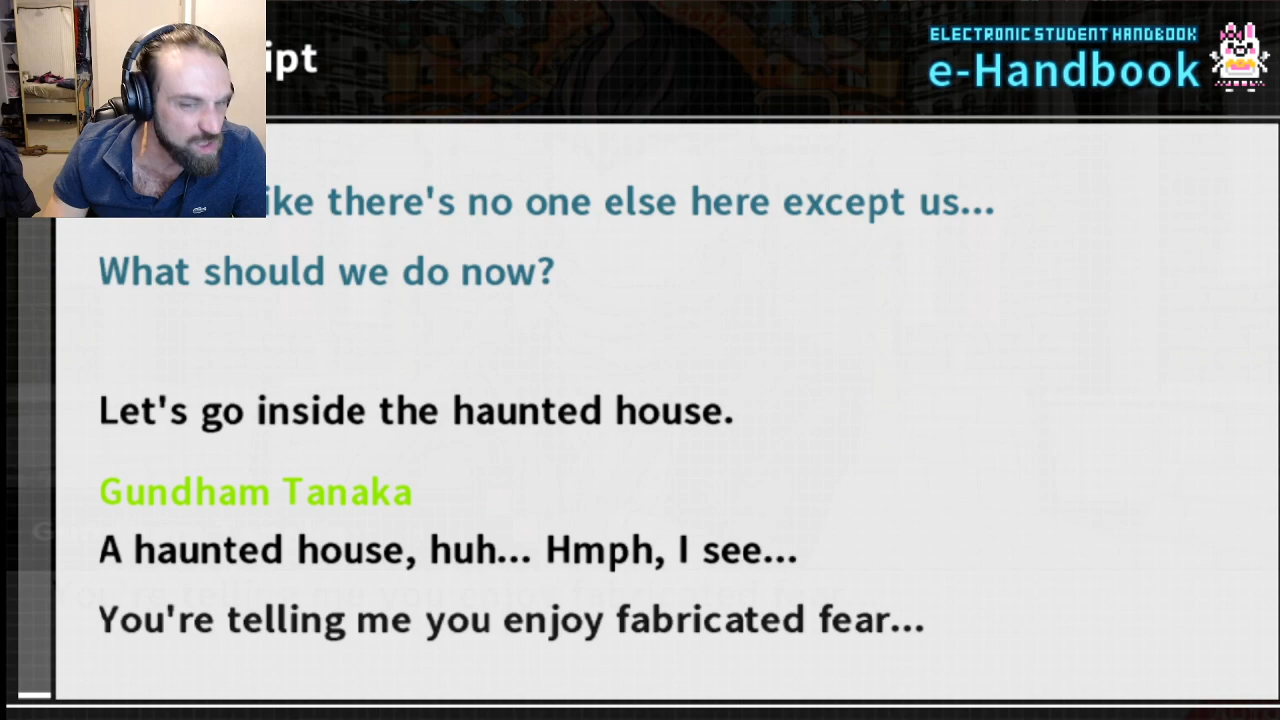 ipt
ELECTRONIC STUDENT HANDBOOK
e-Handbook
ike there's no one else here except us...
What should we do now?
Let's go inside the haunted house.
Gundham Tanaka
A haunted house, huh... Hmph, I see...
You're telling me you enjoy fabricated fear...